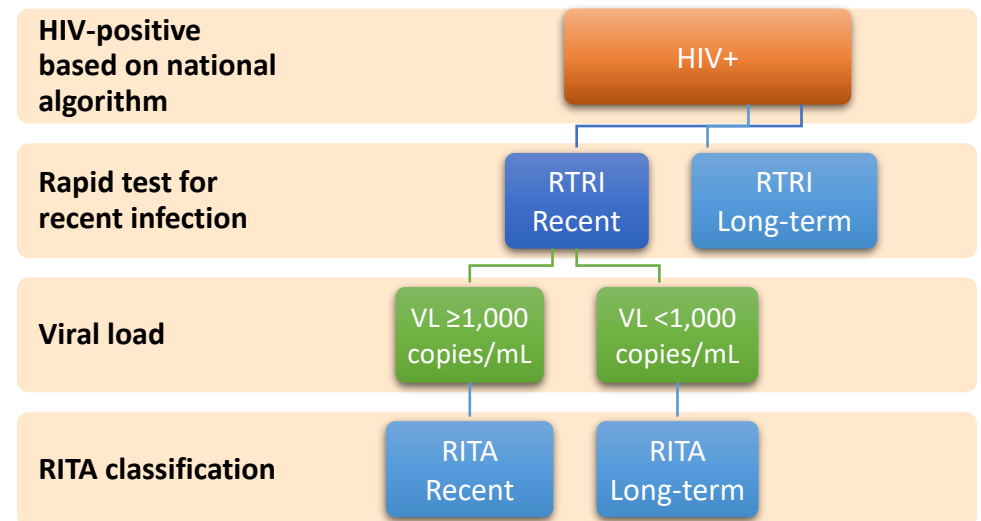 HIV-positive
based on national
algorithm
HIV+
Rapid test for
recent infection
RTRI
Recent
RTRI
Long-term
Viral load
VL ≥1,000
copies/mL
VL <1,000
copies/mL
RITA classification
RITA
Recent
RITA
Long-term